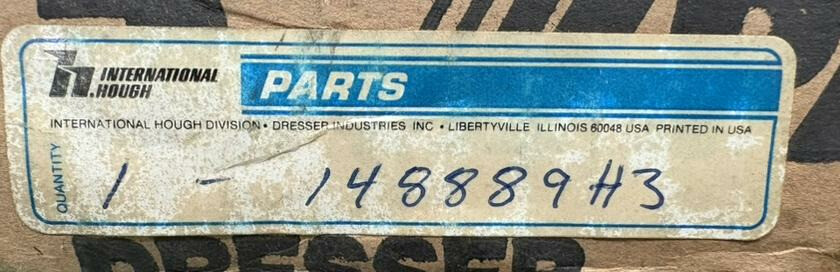 INTERNATIONAL
HOUGH
PARTS
INTERNATIONAL HOUGH DIVISION • DRESSER INDUSTRIES INC • LIBERTYVILLE ILLINOIS 60048 USA PRINTED IN USA
QUANTITY
1 - 148889H3
DRESSER